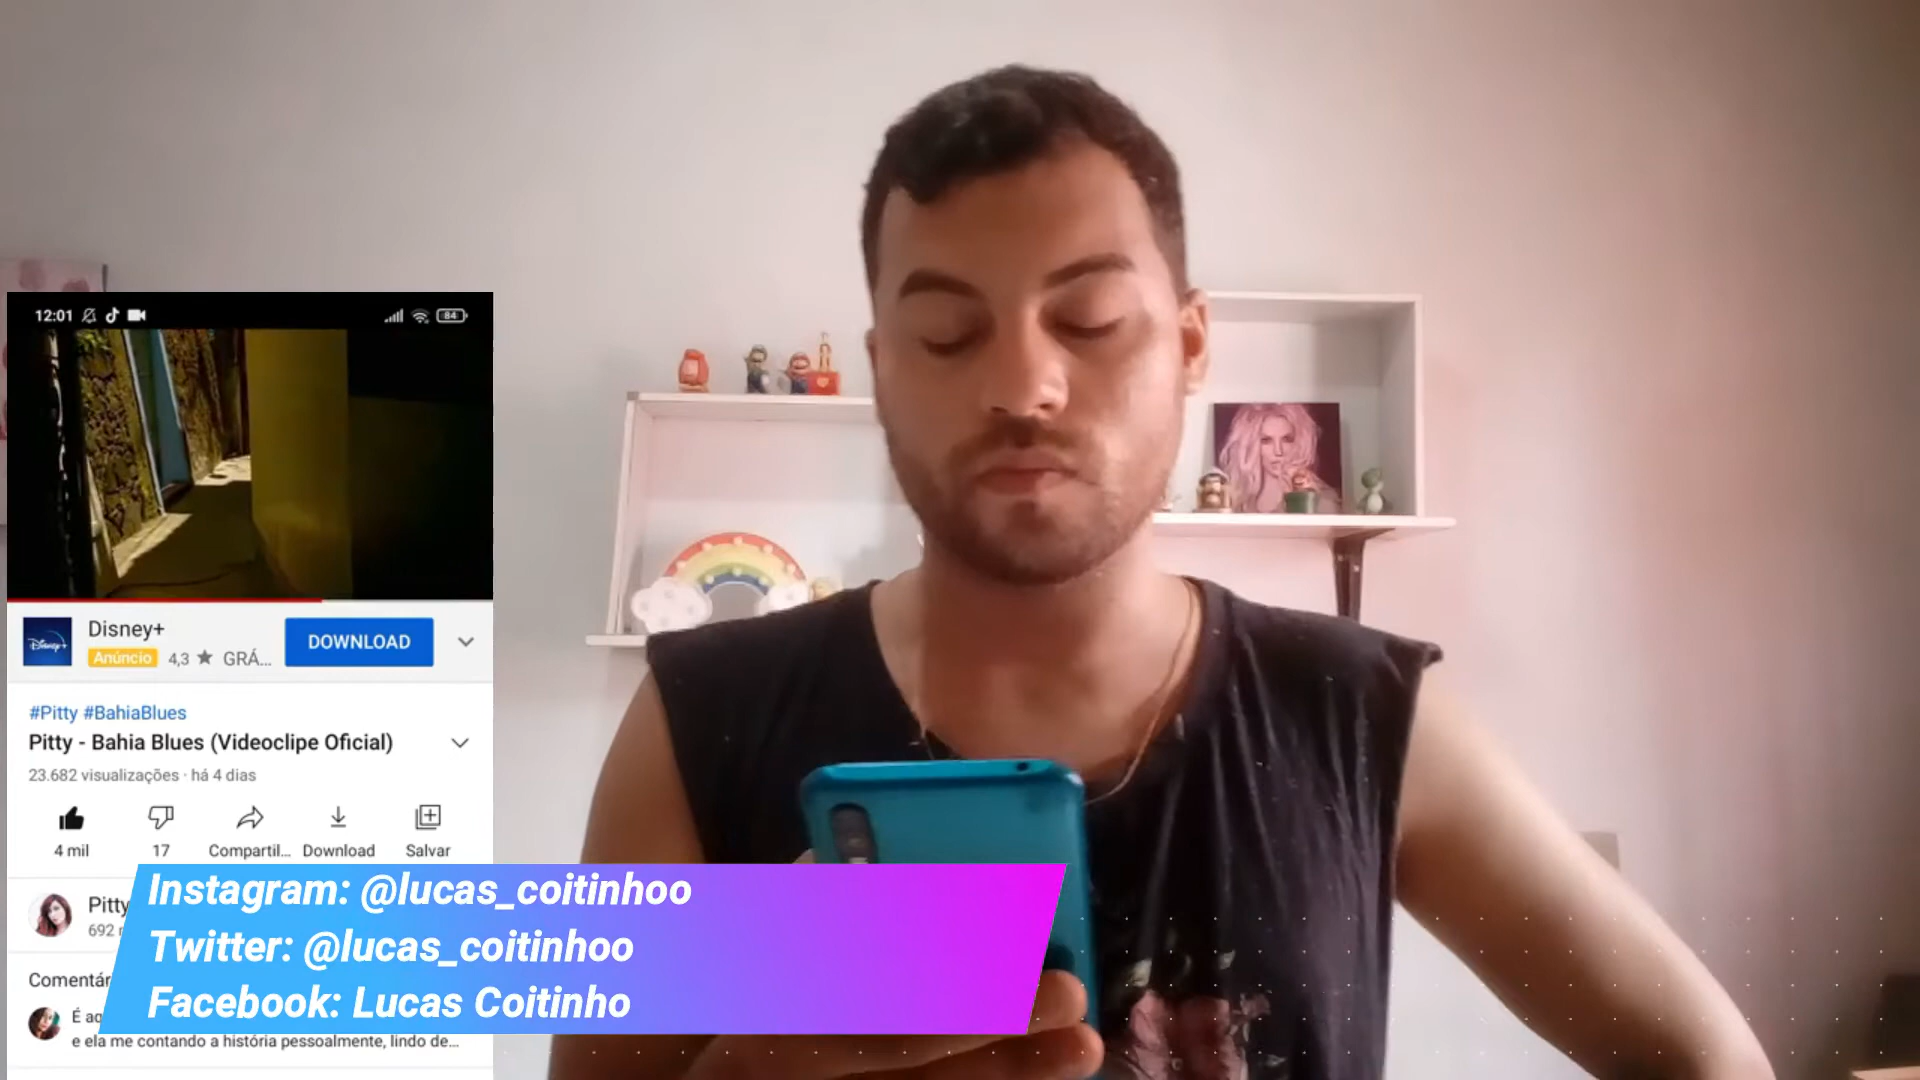 12:01
84
Disney+
Disney+
Anúncio 4,3 ★ GRÁ...
DOWNLOAD
#Pitty #BahiaBlues
Pitty - Bahia Blues (Videoclipe Oficial)
23.682 visualizações · há 4 dias
4 mil
17
Compartil...
Download
Salvar
Pitty
692
Comentár
É
e ela me contando a história pessoalmente, lindo de...
Instagram: @lucas_coitinhoo
Twitter: @lucas_coitinhoo
Facebook: Lucas Coitinho